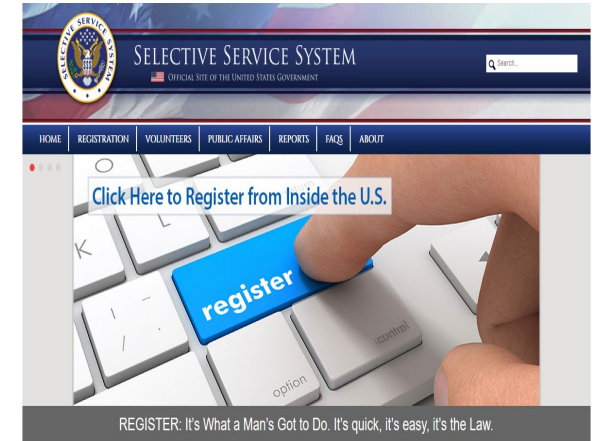 SELECTIVE SERVICE SYSTEM
SELECTIVE SERVICE SYSTEM
OFFICIAL SITE OF THE UNITED STATES GOVERNMENT
Search...
HOME REGISTRATION VOLUNTEERS PUBLIC AFFAIRS REPORTS FAQS ABOUT
Click Here to Register from Inside the U.S.
O
K
L
register
control
option
REGISTER: It's What a Man's Got to Do. It's quick, it's easy, it's the Law.